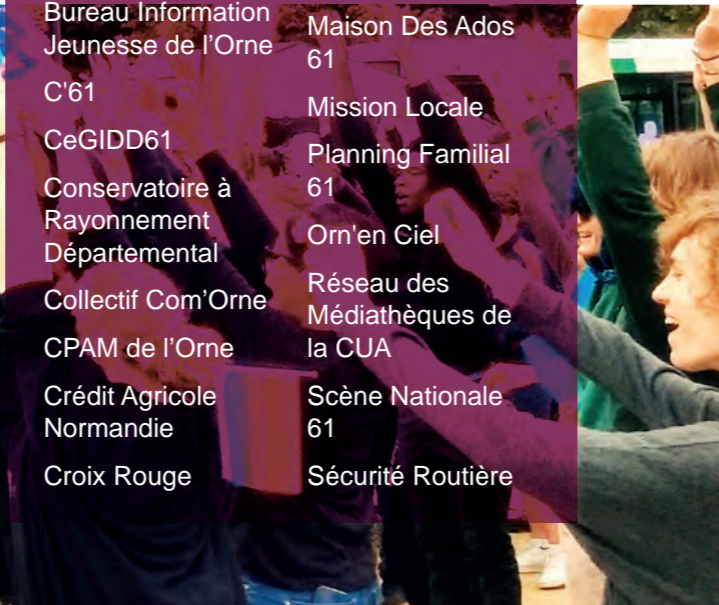 Bureau Information
Jeunesse de l’Orne
C'61
CeGIDD61
Conservatoire à
Rayonnement
Départemental
Collectif Com’Orne
CPAM de l’Orne
Crédit Agricole
Normandie
Croix Rouge
Maison Des Ados
61
Mission Locale
Planning Familial
61
Orn'en Ciel
Réseau des
Médiathèques de
la CUA
Scène Nationale
61
Sécurité Routière